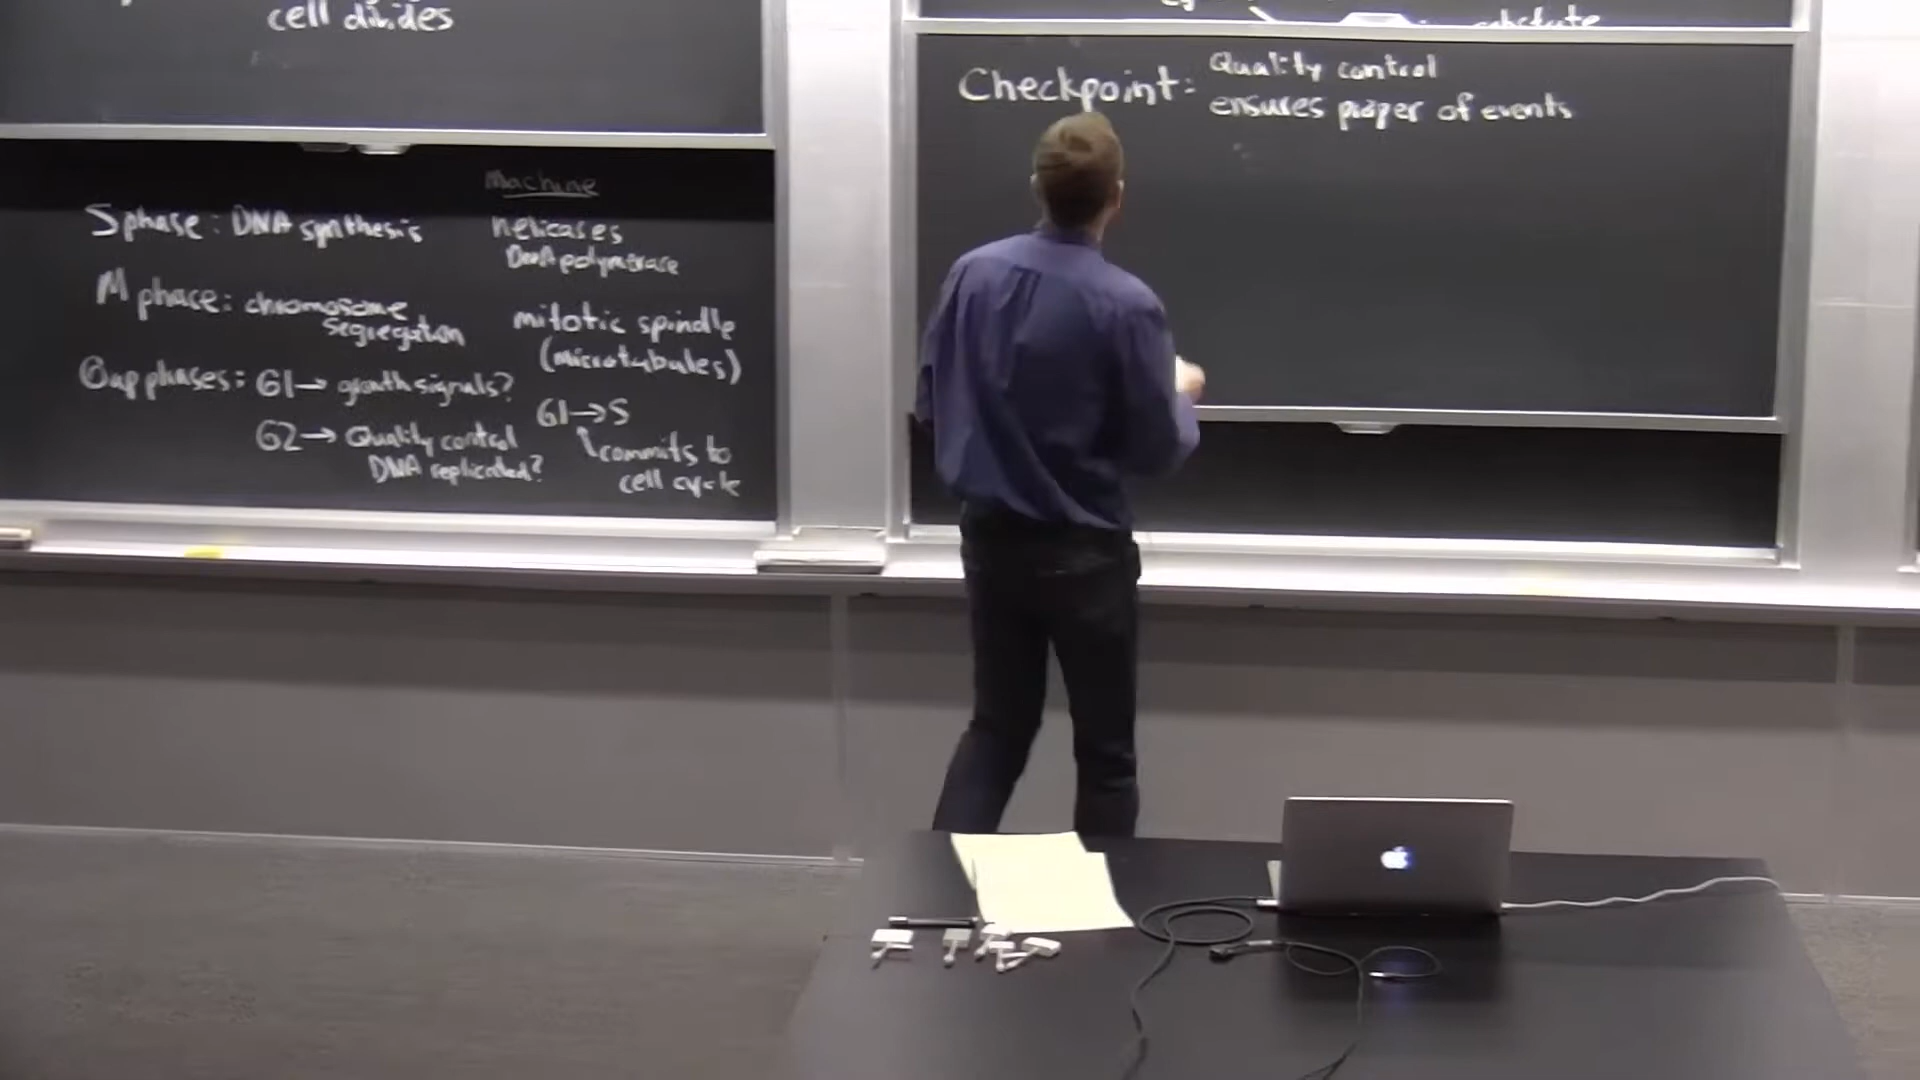 cell divides
Machine
S phase: DNA synthesis
helicases
DNA polymerase
M phase: chromosome
segregation
mitotic spindle
(microtubules)
Gap phases: G1→ growth signals?
G2→ Quality control
DNA replicated?
G1→S
commits to
cell cycle
substrate
Checkpoint: Quality control
ensures proper of events